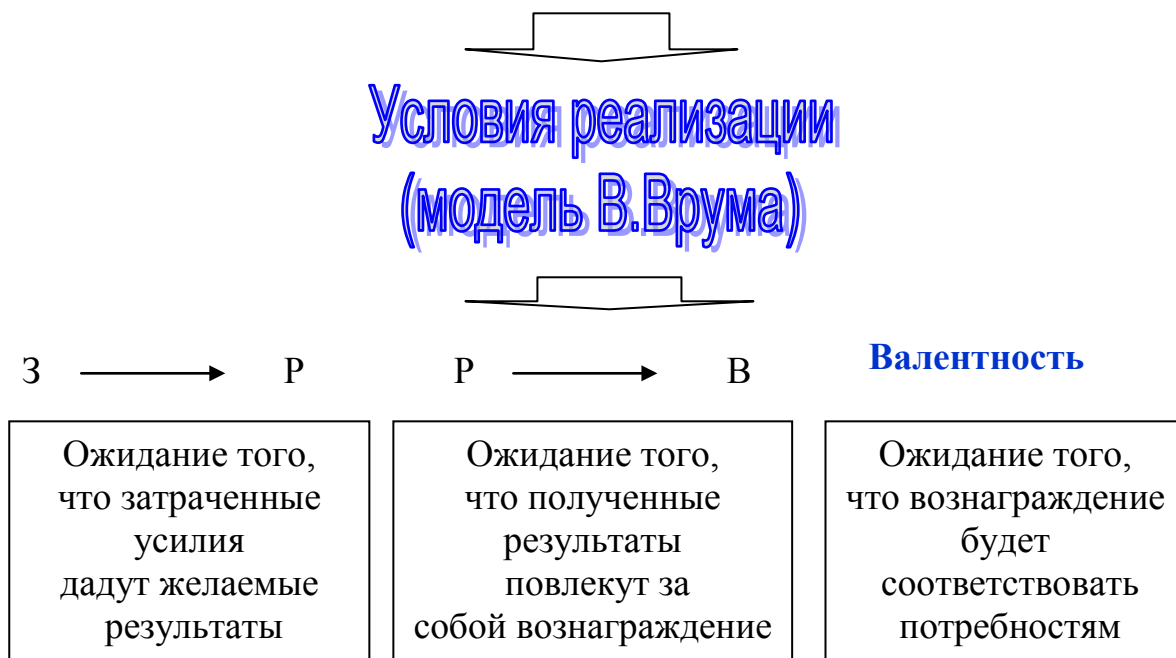 Условия реализации
(модель В.Врума)
З Р Р В Валентность
Ожидание того,
что затраченные
усилия
дадут желаемые
результаты
Ожидание того,
что полученные
результаты
повлекут за
собой вознаграждение
Ожидание того,
что вознаграждение
будет
соответствовать
потребностям